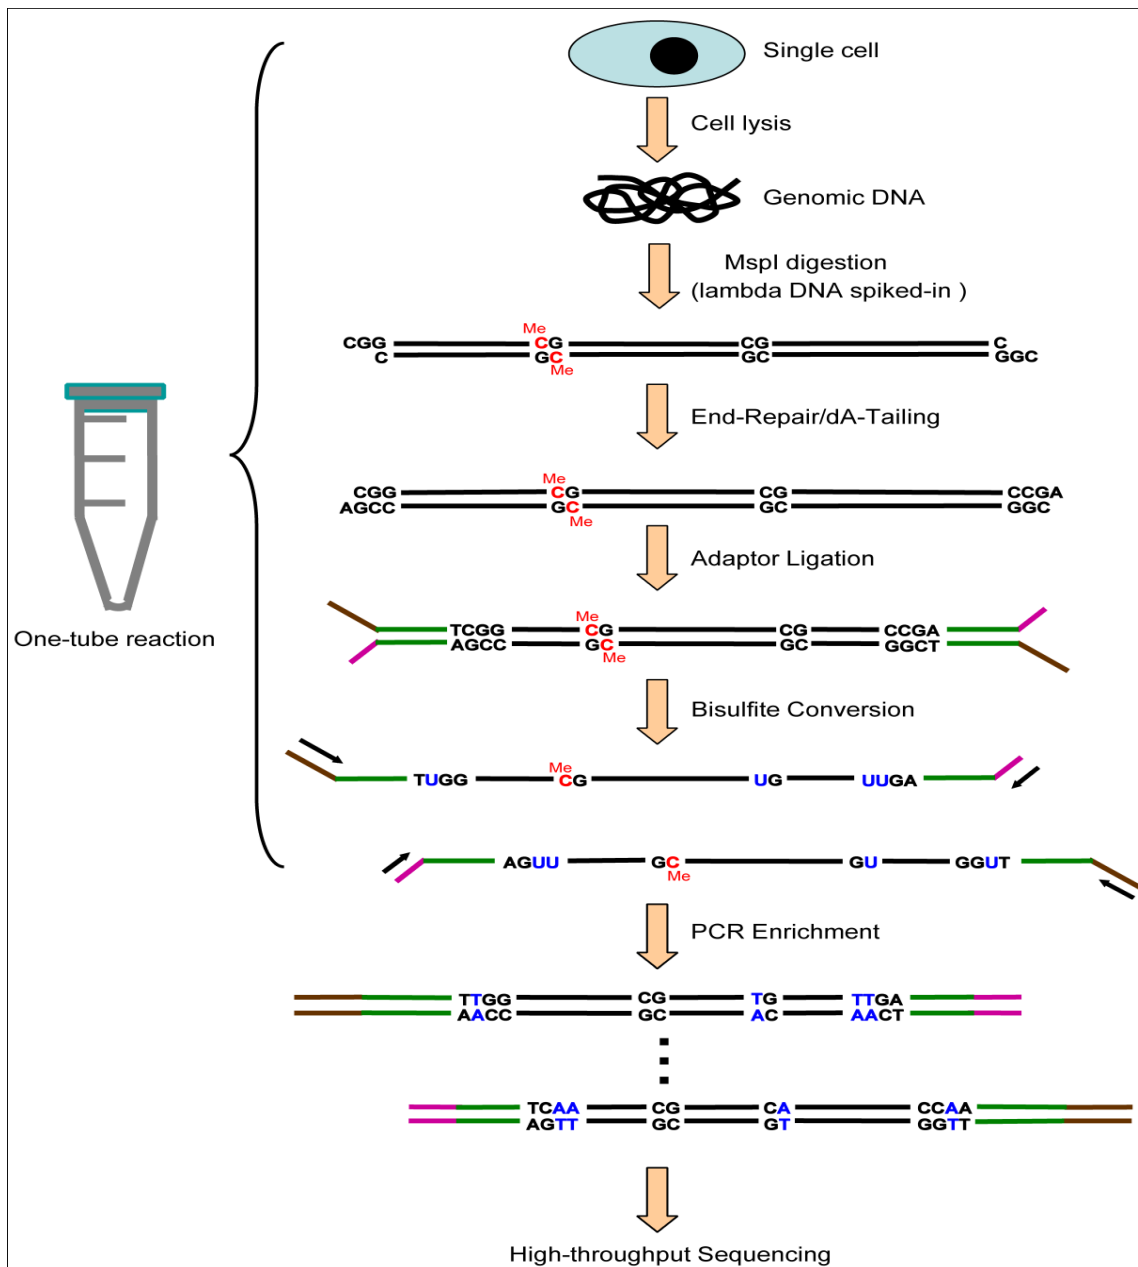 Single cell
Cell lysis
Genomic DNA
MspI digestion
(lambda DNA spiked-in )
Me
CGG CG CG C
C GC GC GGC
Me
End-Repair/dA-Tailing
Me
CGG CG CG CCGA
AGCC GC GC GGC
Me
Adaptor Ligation
One-tube reaction
Me
TCGG CG CG CCGA
AGCC GC GC GGCT
Me
Bisulfite Conversion
Me
TUGG CG UG UUGA
AGUU GC GU GGUT
Me
PCR Enrichment
TTGG CG TG TTGA
AACC GC AC AACT
TCAA CG CA CCAA
AGTT GC GT GGTT
High-throughput Sequencing